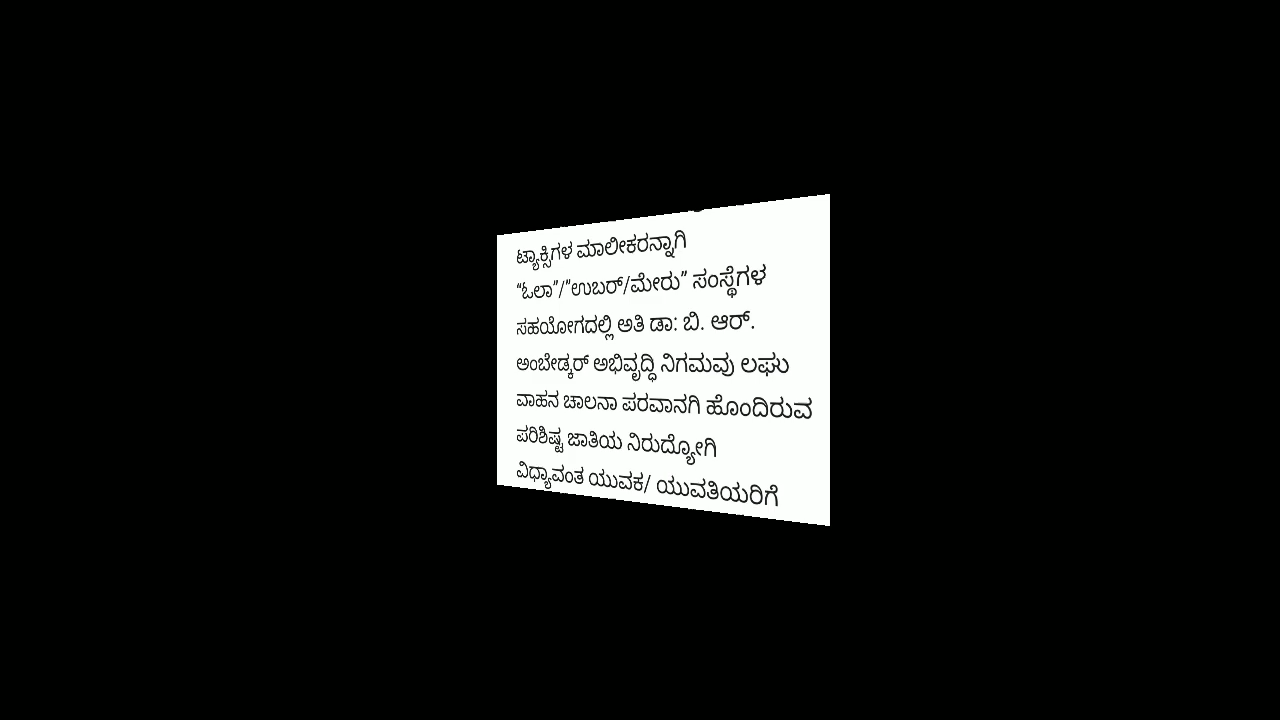 ಟ್ಯಾಕ್ಸಿಗಳ ಮಾಲೀಕರನ್ನಾಗಿ
“ಓಲಾ”/”ಉಬರ್/ಮೇರು” ಸಂಸ್ಥೆಗಳ
ಸಹಯೋಗದಲ್ಲಿ ಅತಿ ಡಾ: ಬಿ. ಆರ್.
ಅಂಬೇಡ್ಕರ್ ಅಭಿವೃದ್ಧಿ ನಿಗಮವು ಲಘು
ವಾಹನ ಚಾಲನಾ ಪರವಾನಗಿ ಹೊಂದಿರುವ
ಪರಿಶಿಷ್ಟ ಜಾತಿಯ ನಿರುದ್ಯೋಗಿ
ವಿಧ್ಯಾವಂತ ಯುವಕ/ ಯುವತಿಯರಿಗೆ